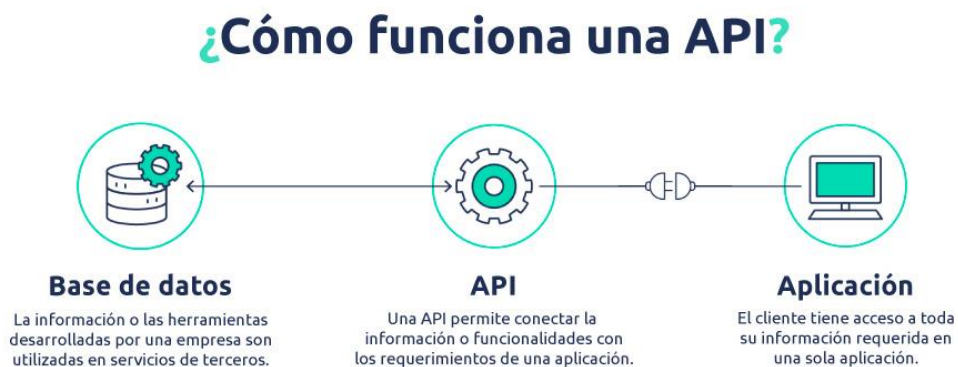 ¿Cómo funciona una API?
Base de datos
La información o las herramientas
desarrolladas por una empresa son
utilizadas en servicios de terceros.
API
Una API permite conectar la
información o funcionalidades con
los requerimientos de una aplicación.
Aplicación
El cliente tiene acceso a toda
su información requerida en
una sola aplicación.